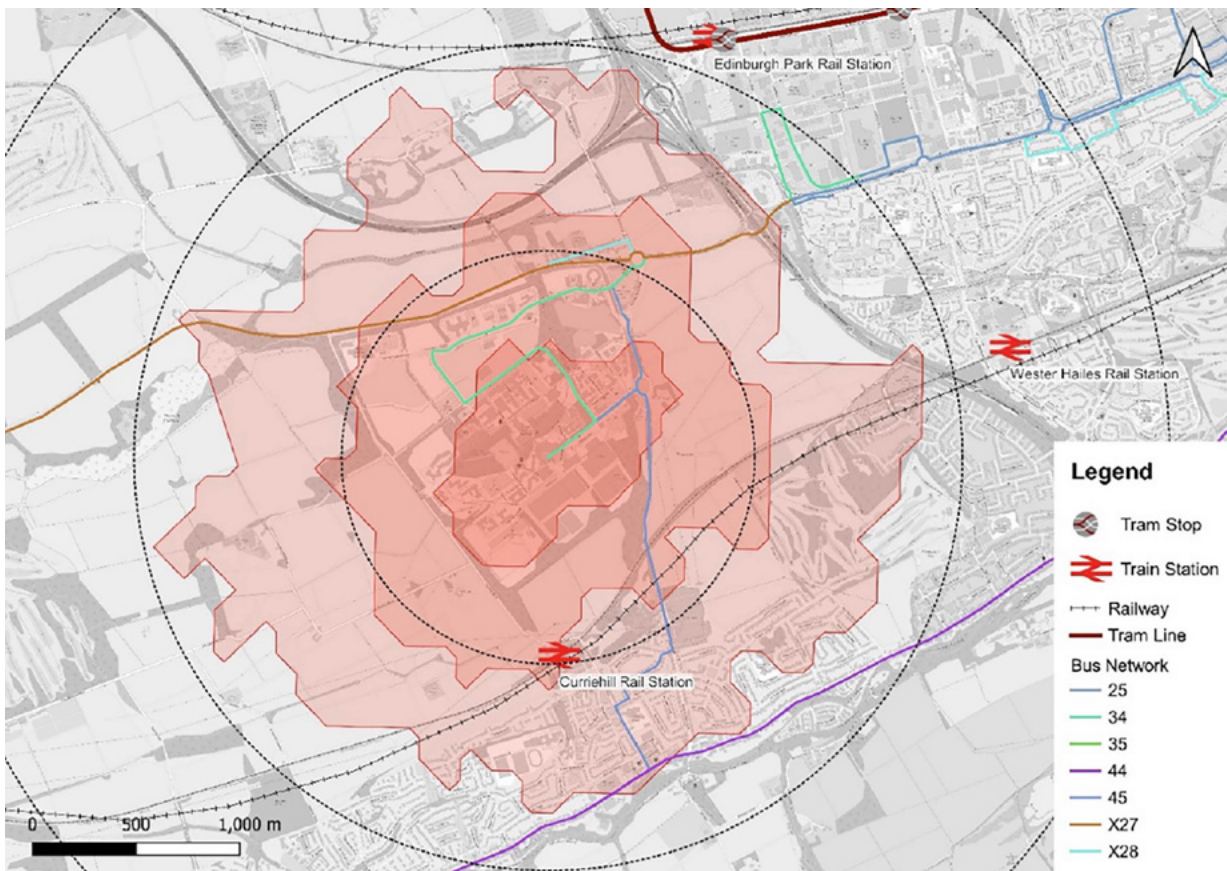 Edinburgh Park Rail Station
Wester Hailes Rail Station
Curriehill Rail Station
Legend
Tram Stop
Train Station
Railway
Tram Line
Bus Network
25
34
35
44
45
X27
X28
0 500 1,000 m